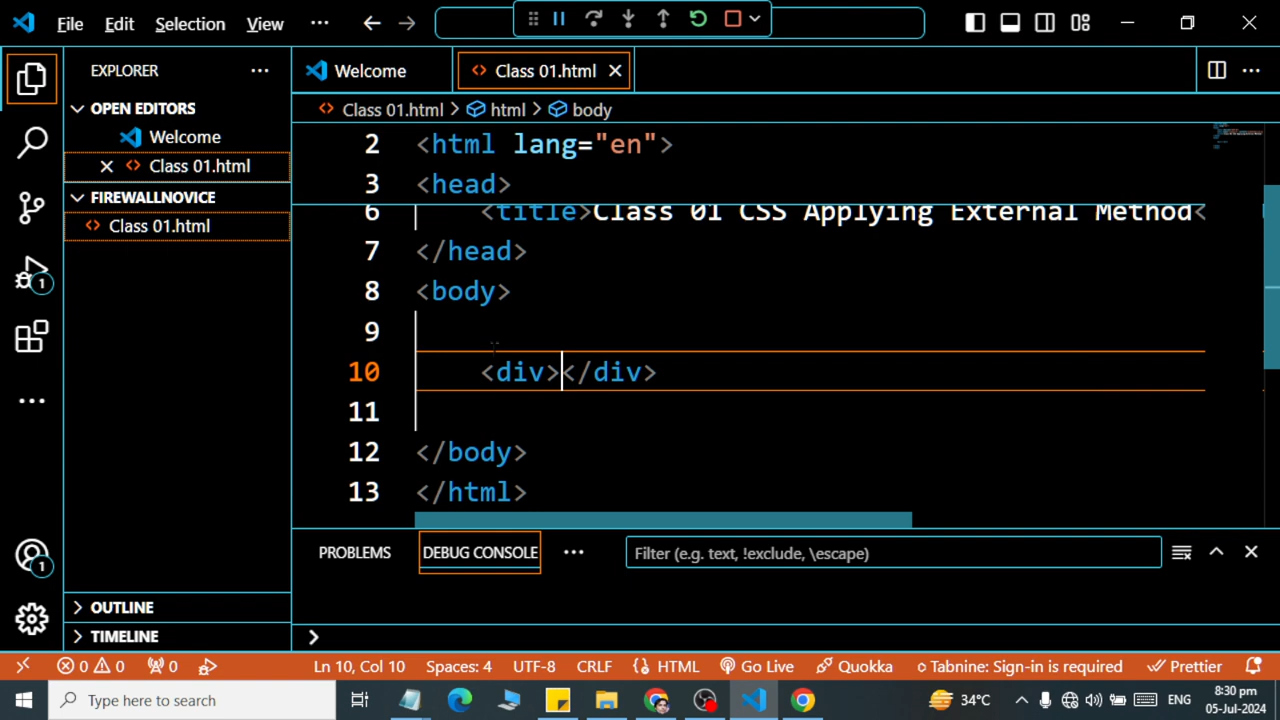 File Edit Selection View ···
EXPLORER ···
Welcome
Class 01.html
OPEN EDITORS
Welcome
Class 01.html
FIREWALLNOVICE
Class 01.html
OUTLINE
TIMELINE
1
1
Class 01.html > html > body
2 <html lang="en">
3 <head>
6 <title>Class 01 CSS Applying External Method<
7 </head>
8 <body>
9
10 <div></div>
11
12 </body>
13 </html>
PROBLEMS DEBUG CONSOLE ··· Filter (e.g. text, !exclude, \escape)
>
0 0 0 Ln 10, Col 10 Spaces: 4 UTF-8 CRLF HTML Go Live Quokka Tabnine: Sign-in is required Prettier
Type here to search 34°C ENG 8:30 pm
05-Jul-2024